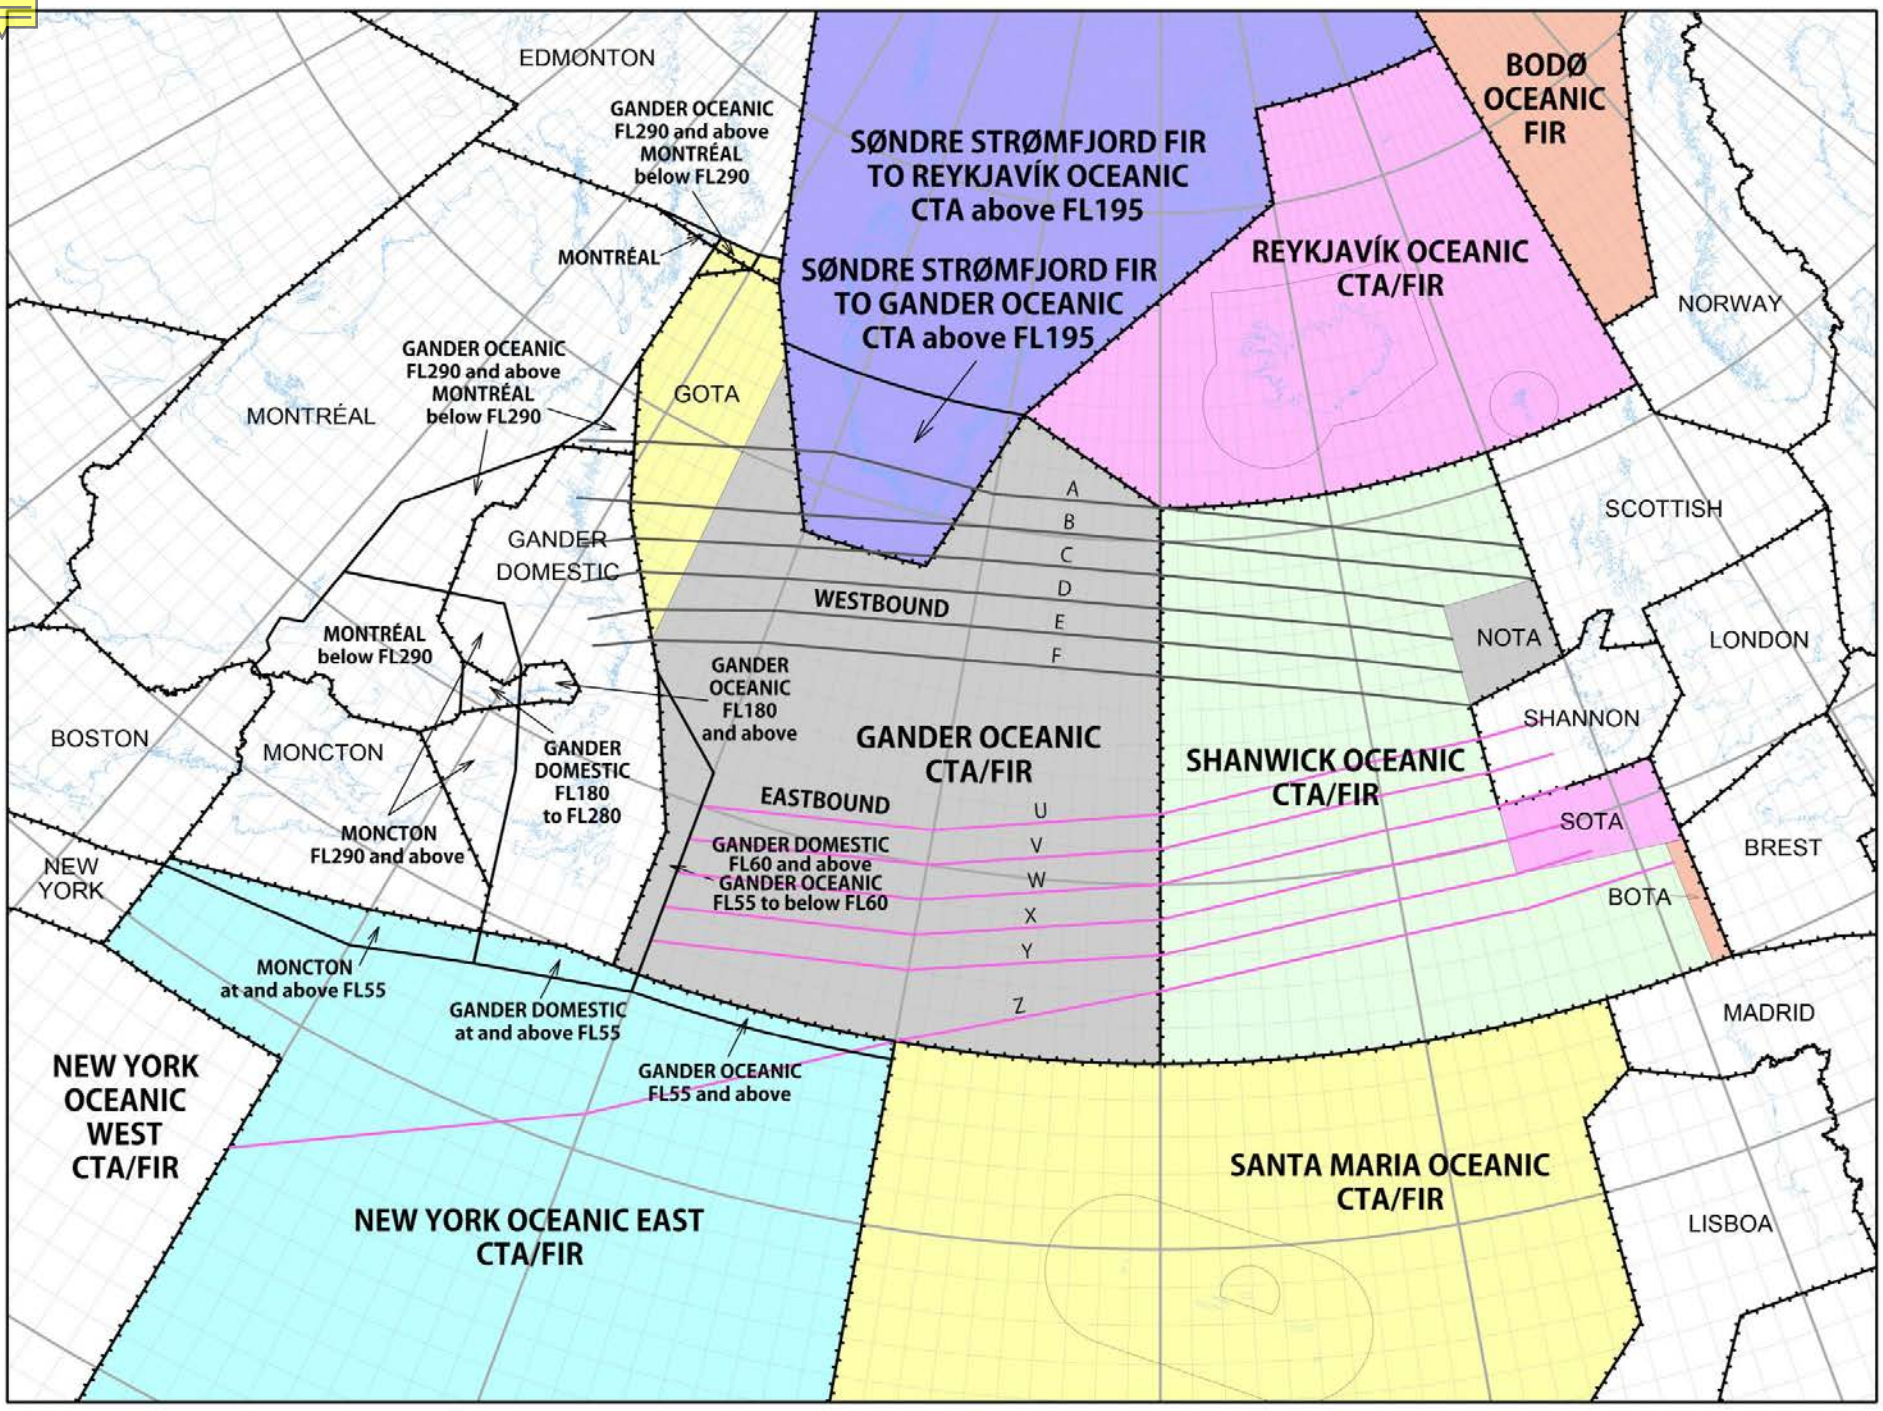 EDMONTON
GANDER OCEANIC
FL290 and above
MONTRÉAL
below FL290
MONTRÉAL
SØNDRE STRØMFJORD FIR
TO REYKJAVÍK OCEANIC
CTA above FL195
SØNDRE STRØMFJORD FIR
TO GANDER OCEANIC
CTA above FL195
BODØ
OCEANIC
FIR
REYKJAVÍK OCEANIC
CTA/FIR
NORWAY
GANDER OCEANIC
FL290 and above
MONTRÉAL
below FL290
MONTRÉAL
GOTA
GANDER
DOMESTIC
A
B
C
D
E
F
WESTBOUND
SCOTTISH
NOTA
LONDON
MONTRÉAL
below FL290
GANDER
OCEANIC
FL180
and above
SHANNON
BOSTON
MONCTON
GANDER
DOMESTIC
FL180
to FL280
GANDER OCEANIC
CTA/FIR
SHANWICK OCEANIC
CTA/FIR
MONCTON
FL290 and above
EASTBOUND
U
V
W
X
Y
Z
GANDER DOMESTIC
FL60 and above
GANDER OCEANIC
FL55 to below FL60
SOTA
BREST
BOTA
NEW
YORK
MONCTON
at and above FL55
GANDER DOMESTIC
at and above FL55
GANDER OCEANIC
FL55 and above
MADRID
NEW YORK
OCEANIC
WEST
CTA/FIR
NEW YORK OCEANIC EAST
CTA/FIR
SANTA MARIA OCEANIC
CTA/FIR
LISBOA